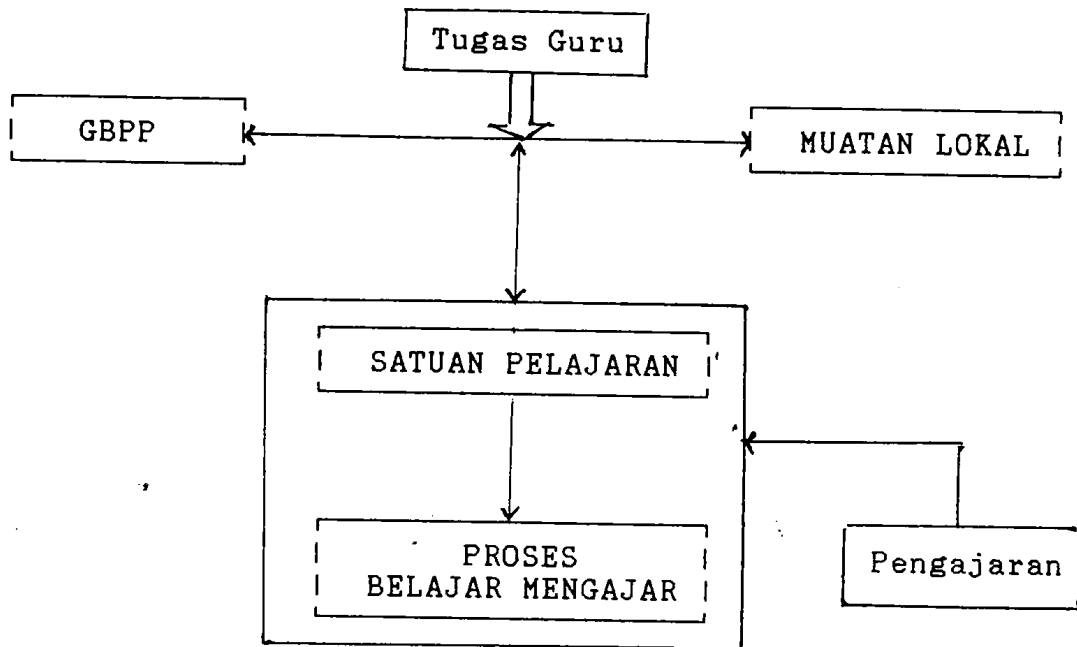 Tugas Guru
GBPP
MUATAN LOKAL
SATUAN PELAJARAN
PROSES
BELAJAR MENGAJAR
Pengajaran